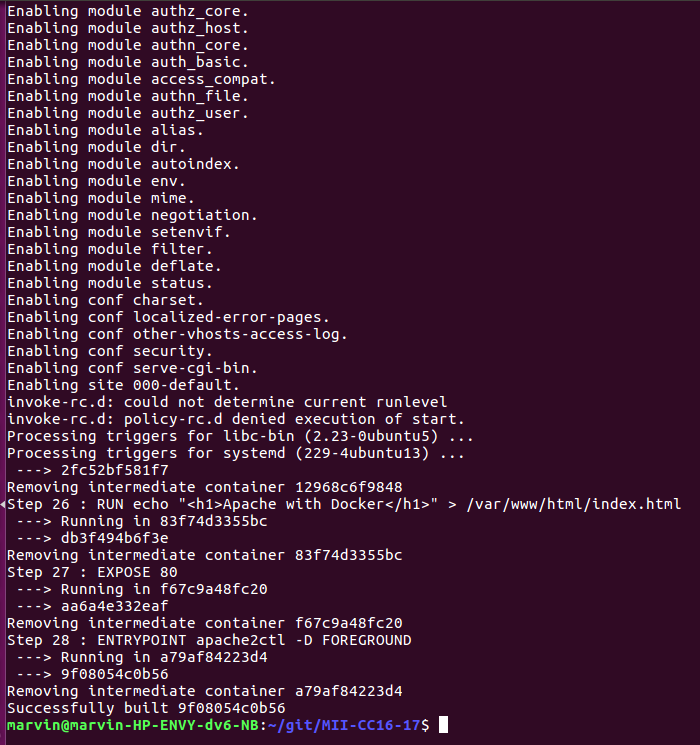 Enabling module authz_core.
Enabling module authz_host.
Enabling module authn_core.
Enabling module auth_basic.
Enabling module access_compat.
Enabling module authn_file.
Enabling module authz_user.
Enabling module alias.
Enabling module dir.
Enabling module autoindex.
Enabling module env.
Enabling module mime.
Enabling module negotiation.
Enabling module setenvif.
Enabling module filter.
Enabling module deflate.
Enabling module status.
Enabling conf charset.
Enabling conf localized-error-pages.
Enabling conf other-vhosts-access-log.
Enabling conf security.
Enabling conf serve-cgi-bin.
Enabling site 000-default.
invoke-rc.d: could not determine current runlevel
invoke-rc.d: policy-rc.d denied execution of start.
Processing triggers for libc-bin (2.23-0ubuntu5) ...
Processing triggers for systemd (229-4ubuntu13) ...
 ---> 2fc52bf581f7
Removing intermediate container 12968c6f9848
Step 26 : RUN echo "<h1>Apache with Docker</h1>" > /var/www/html/index.html
 ---> Running in 83f74d3355bc
 ---> db3f494b6f3e
Removing intermediate container 83f74d3355bc
Step 27 : EXPOSE 80
 ---> Running in f67c9a48fc20
 ---> aa6a4e332eaf
Removing intermediate container f67c9a48fc20
Step 28 : ENTRYPOINT apache2ctl -D FOREGROUND
 ---> Running in a79af84223d4
 ---> 9f08054c0b56
Removing intermediate container a79af84223d4
Successfully built 9f08054c0b56
marvin@marvin-HP-ENVY-dv6-NB:~/git/MII-CC16-17$